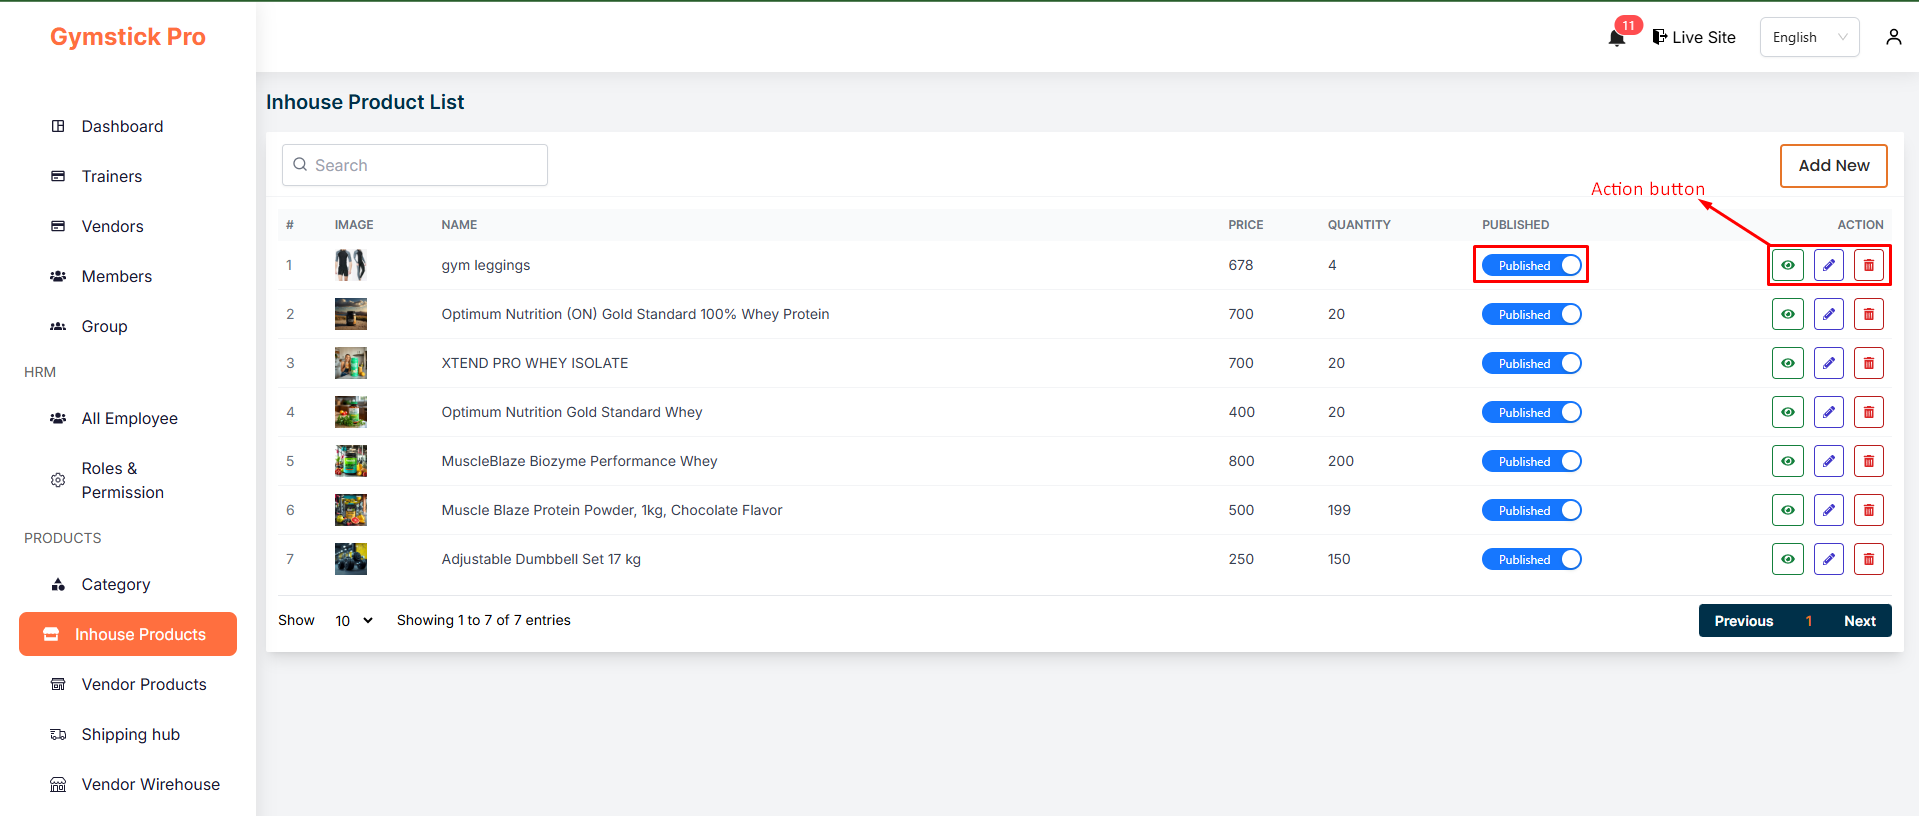 Gymstick Pro
11
Live Site
English
Dashboard
Trainers
Vendors
Members
Group
HRM
All Employee
Roles &
Permission
PRODUCTS
Category
Inhouse Products
Vendor Products
Shipping hub
Vendor Wirehouse
Inhouse Product List
Search
Add New
Action button
# IMAGE NAME PRICE QUANTITY PUBLISHED ACTION
1 gym leggings 678 4 Published
2 Optimum Nutrition (ON) Gold Standard 100% Whey Protein 700 20 Published
3 XTEND PRO WHEY ISOLATE 700 20 Published
4 Optimum Nutrition Gold Standard Whey 400 20 Published
5 MuscleBlaze Biozyme Performance Whey 800 200 Published
6 Muscle Blaze Protein Powder, 1kg, Chocolate Flavor 500 199 Published
7 Adjustable Dumbbell Set 17 kg 250 150 Published
Show 10 Showing 1 to 7 of 7 entries Previous 1 Next